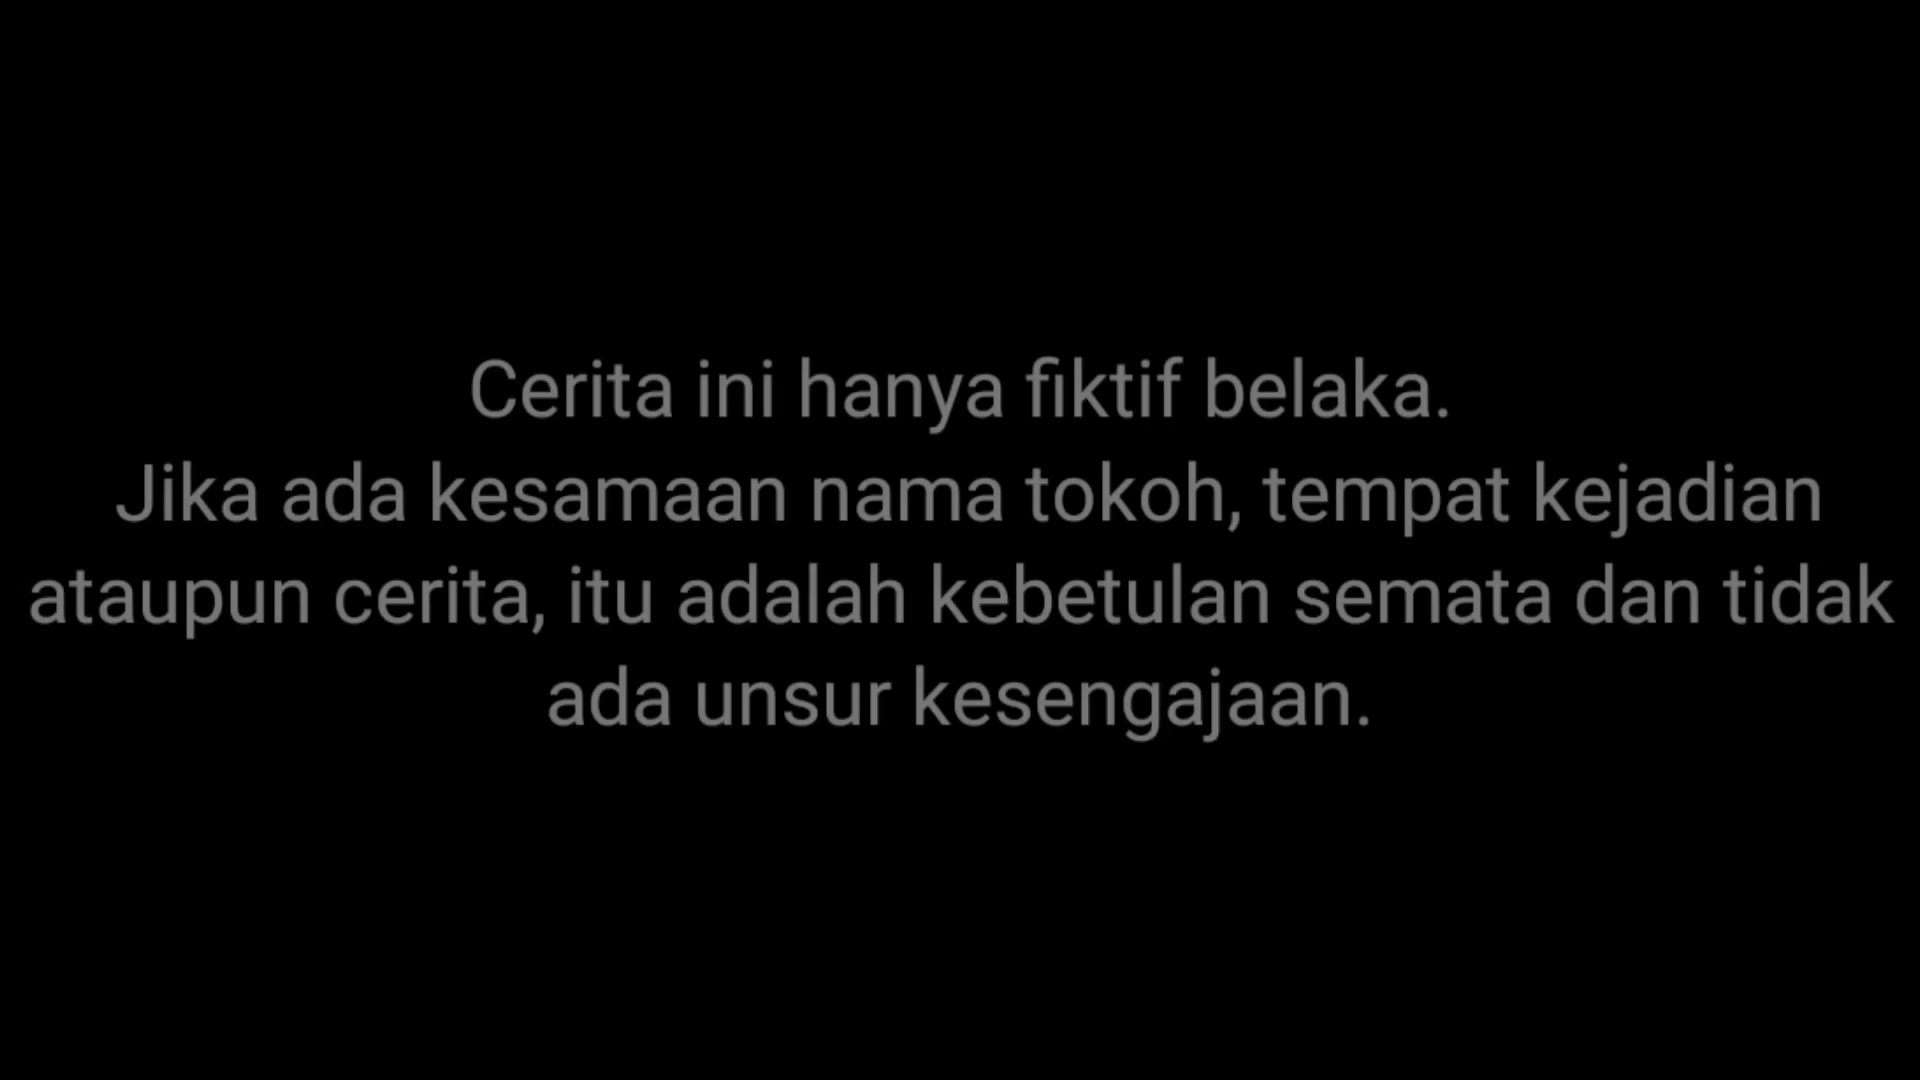 Cerita ini hanya fiktif belaka.
Jika ada kesamaan nama tokoh, tempat kejadian
ataupun cerita, itu adalah kebetulan semata dan tidak
ada unsur kesengajaan.